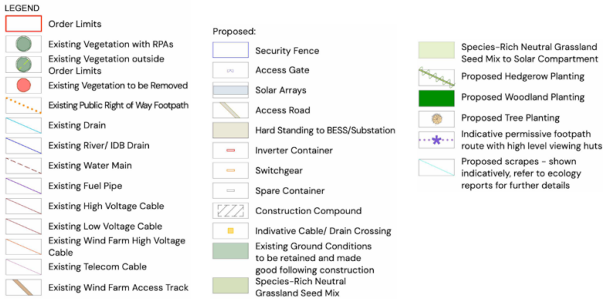 LEGEND
Order Limits
Existing Vegetation with RPAs
Existing Vegetation outside
Order Limits
Existing Vegetation to be Removed
Existing Public Right of Way Footpath
Existing Drain
Existing River/ IDB Drain
Existing Water Main
Existing Fuel Pipe
Existing High Voltage Cable
Existing Low Voltage Cable
Existing Wind Farm High Voltage
Cable
Existing Telecom Cable
Existing Wind Farm Access Track
Proposed:
Security Fence
Access Gate
Solar Arrays
Access Road
Hard Standing to BESS/Substation
Inverter Container
Switchgear
Spare Container
Construction Compound
Indivative Cable/ Drain Crossing
Existing Ground Conditions
to be retained and made
good following construction
Species-Rich Neutral
Grassland Seed Mix
Species-Rich Neutral Grassland
Seed Mix to Solar Compartment
Proposed Hedgerow Planting
Proposed Woodland Planting
Proposed Tree Planting
Indicative permissive footpath
route with high level viewing huts
Proposed scrapes - shown
indicatively, refer to ecology
reports for further details